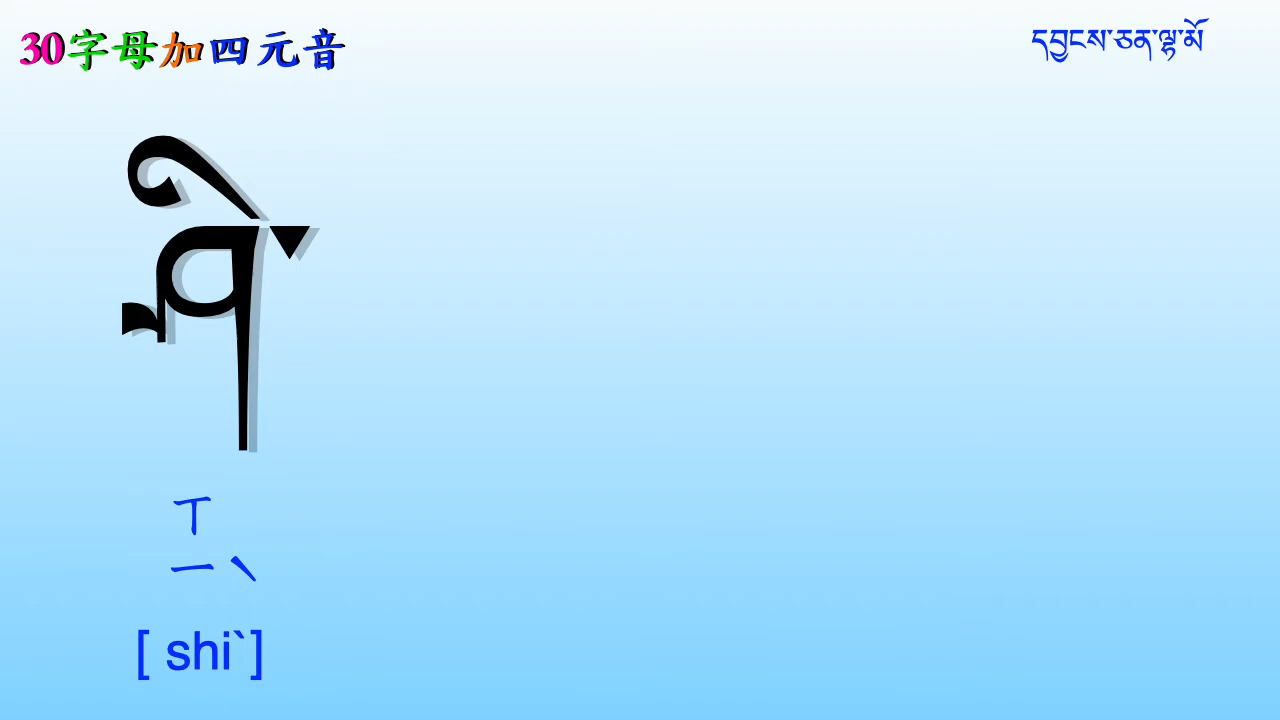 30字母加四元音
དབྱངས་ཅན་ལྷ་མོ
ཞི་
ㄒ
ㄧˋ
[ shi`]